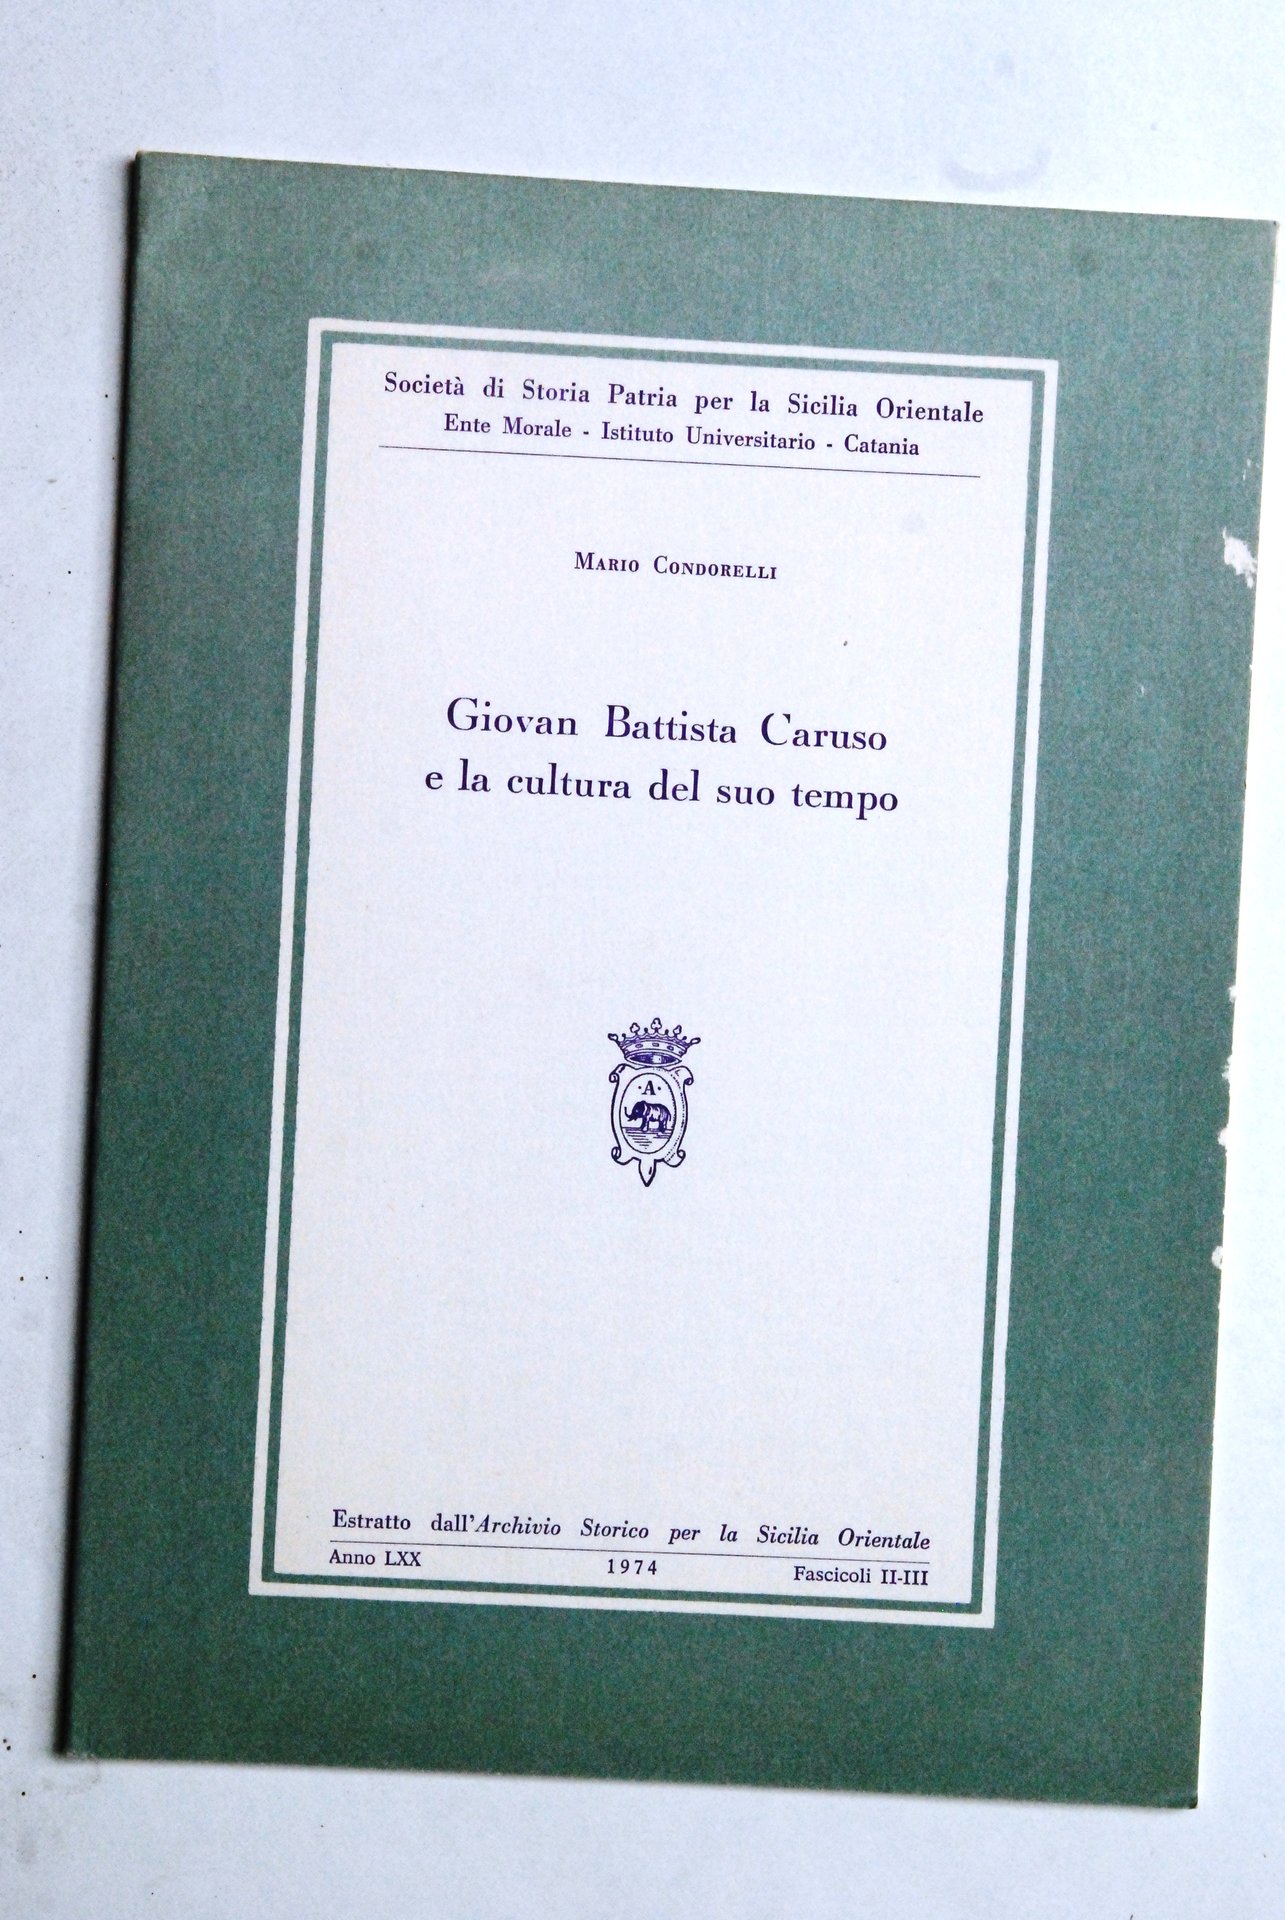 Società di Storia Patria per la Sicilia Orientale
Ente Morale - Istituto Universitario - Catania
Mario Condorelli
Giovan Battista Caruso
e la cultura del suo tempo
·A·
Estratto dall'Archivio Storico per la Sicilia Orientale
Anno LXX 1974 Fascicoli II-III